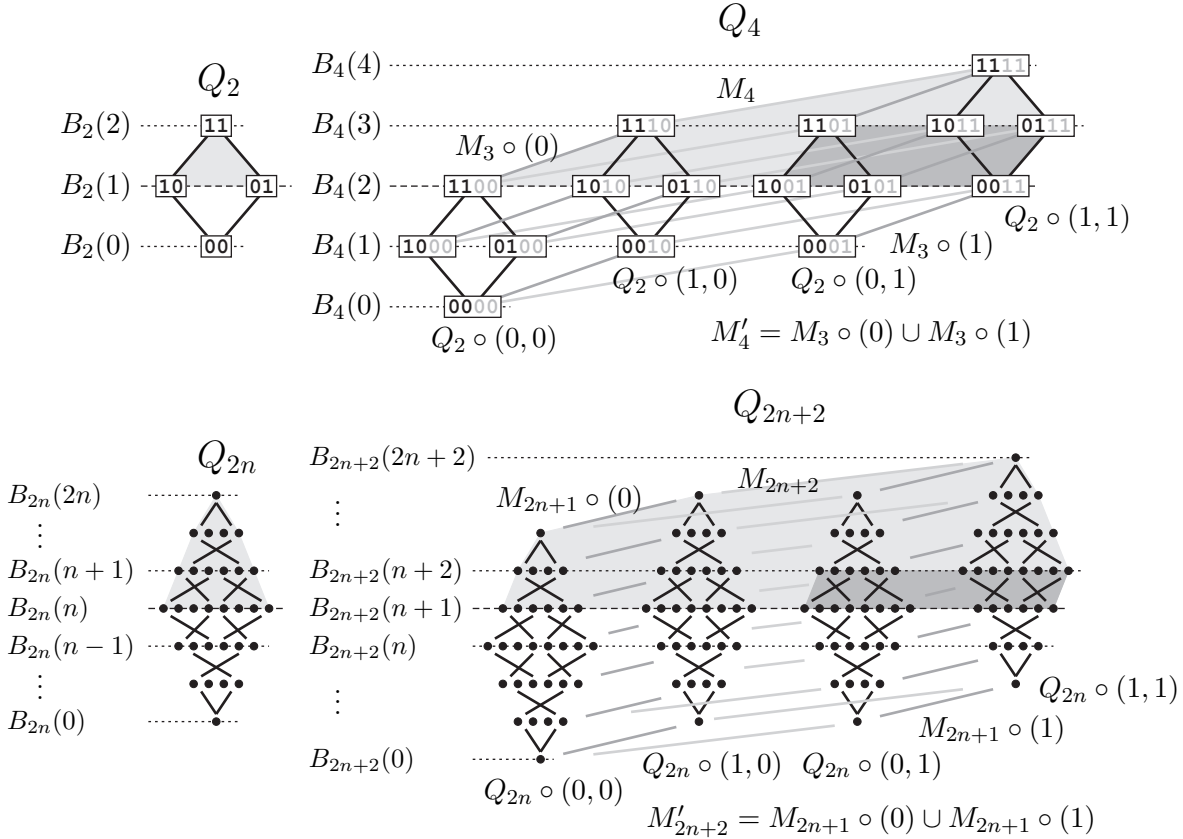 Q_4
Q_2
B_4(4)
1111
M_4
B_2(2)
11
B_4(3)
1110
1101
1011
0111
M_3 ∘ (0)
B_2(1)
10
01
B_4(2)
1100
1010
0110
1001
0101
0011
Q_2 ∘ (1, 1)
B_2(0)
00
B_4(1)
1000
0100
0010
0001
M_3 ∘ (1)
Q_2 ∘ (1, 0)
Q_2 ∘ (0, 1)
B_4(0)
0000
Q_2 ∘ (0, 0)
M'_4 = M_3 ∘ (0) ∪ M_3 ∘ (1)
Q_{2n+2}
Q_{2n}
B_{2n+2}(2n + 2)
M_{2n+2}
B_{2n}(2n)
M_{2n+1} ∘ (0)
⋮
⋮
B_{2n}(n + 1)
B_{2n+2}(n + 2)
B_{2n}(n)
B_{2n+2}(n + 1)
B_{2n}(n − 1)
B_{2n+2}(n)
⋮
⋮
Q_{2n} ∘ (1, 1)
B_{2n}(0)
M_{2n+1} ∘ (1)
B_{2n+2}(0)
Q_{2n} ∘ (1, 0)
Q_{2n} ∘ (0, 1)
Q_{2n} ∘ (0, 0)
M'_{2n+2} = M_{2n+1} ∘ (0) ∪ M_{2n+1} ∘ (1)